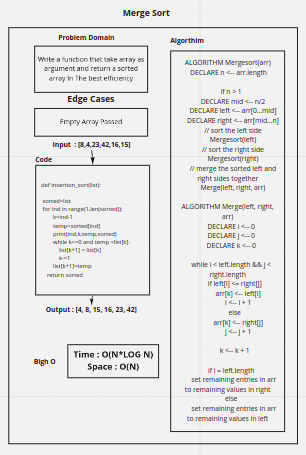 Merge Sort
Problem Domain
Write a function that take array as
argument and return a sorted
array In The best efficiency
Edge Cases
Empty Array Passed
Input : [8,4,23,42,16,15]
Code
def insertion_sort(list):
sorted=list
for ind in range(1,len(sorted)):
k=ind-1
temp=sorted[ind]
print(ind,k,temp,sorted)
while k>=0 and temp <list[k]:
list[k+1] = list[k]
k-=1
list[k+1]=temp
return sorted
Output : [4, 8, 15, 16, 23, 42]
Bigh O
Time : O(N*LOG N)
Space : O(N)
Algorthim
ALGORITHM Mergesort(arr)
DECLARE n <-- arr.length
if n > 1
DECLARE mid <-- n/2
DECLARE left <-- arr[0...mid]
DECLARE right <-- arr[mid...n]
// sort the left side
Mergesort(left)
// sort the right side
Mergesort(right)
// merge the sorted left and
right sides together
Merge(left, right, arr)
ALGORITHM Merge(left, right,
arr)
DECLARE i <-- 0
DECLARE j <-- 0
DECLARE k <-- 0
while i < left.length && j <
right.length
if left[i] <= right[j]
arr[k] <-- left[i]
i <-- i + 1
else
arr[k] <-- right[j]
j <-- j + 1
k <-- k + 1
if i = left.length
set remaining entries in arr
to remaining values in right
else
set remaining entries in arr
to remaining values in left